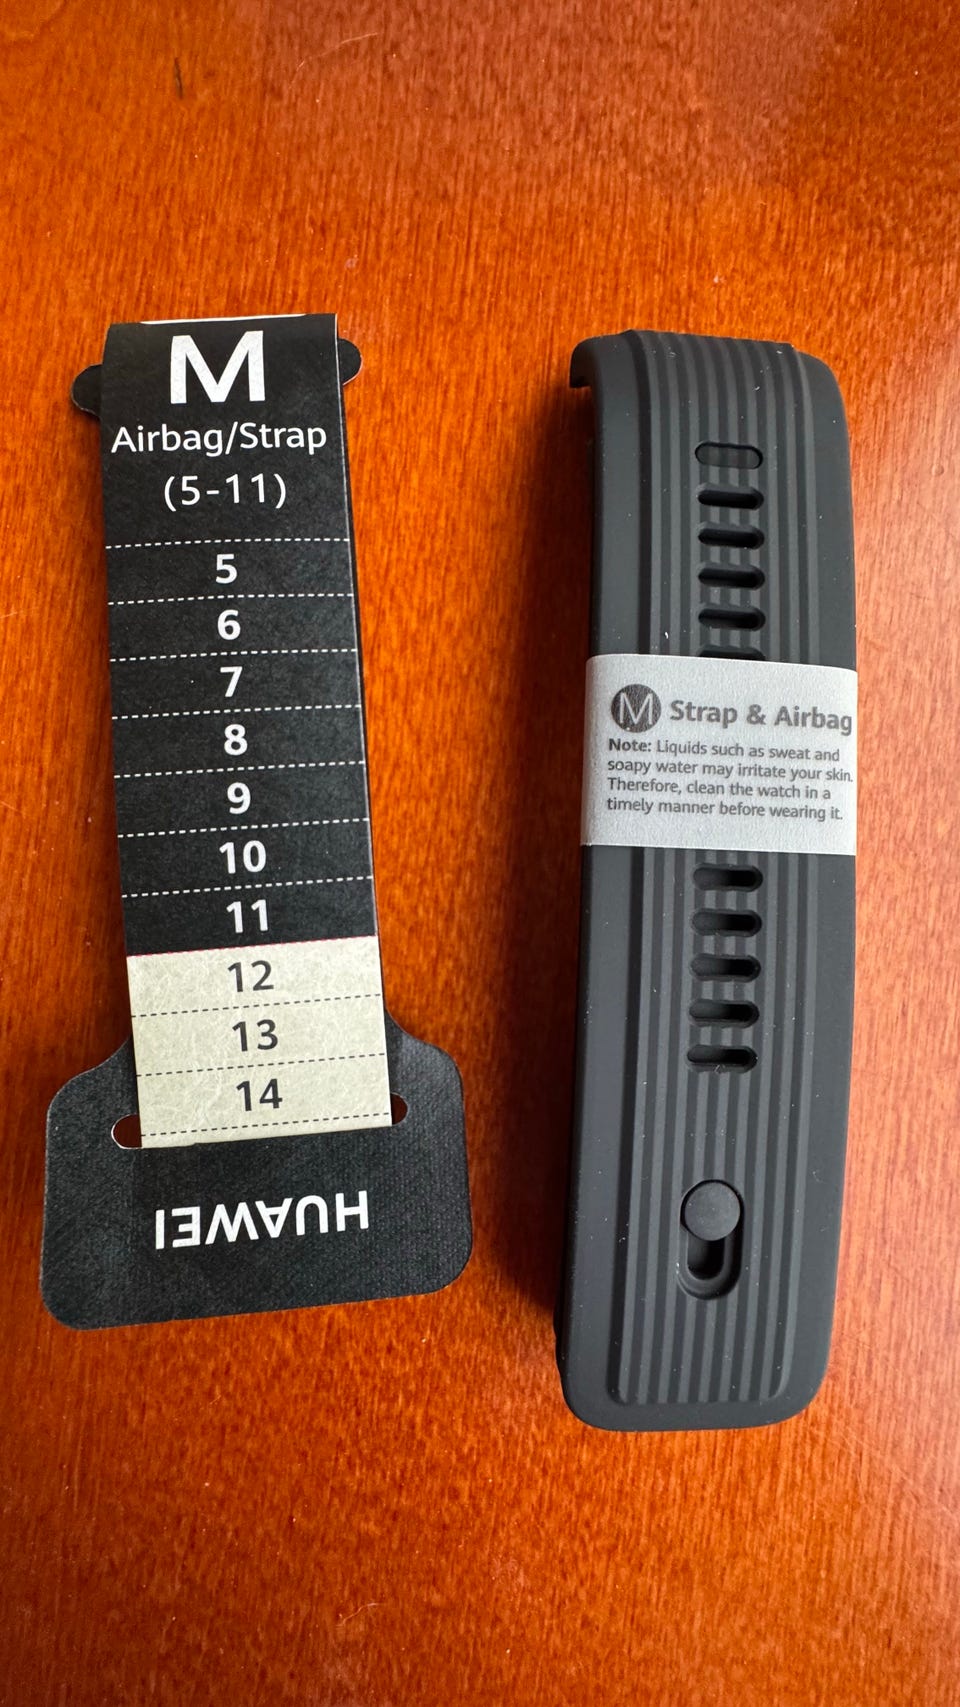 M
Airbag/Strap
(5-11)
5
6
7
8
9
10
11
12
13
14
HUAWEI
M Strap & Airbag
Note: Liquids such as sweat and
soapy water may irritate your skin.
Therefore, clean the watch in a
timely manner before wearing it.